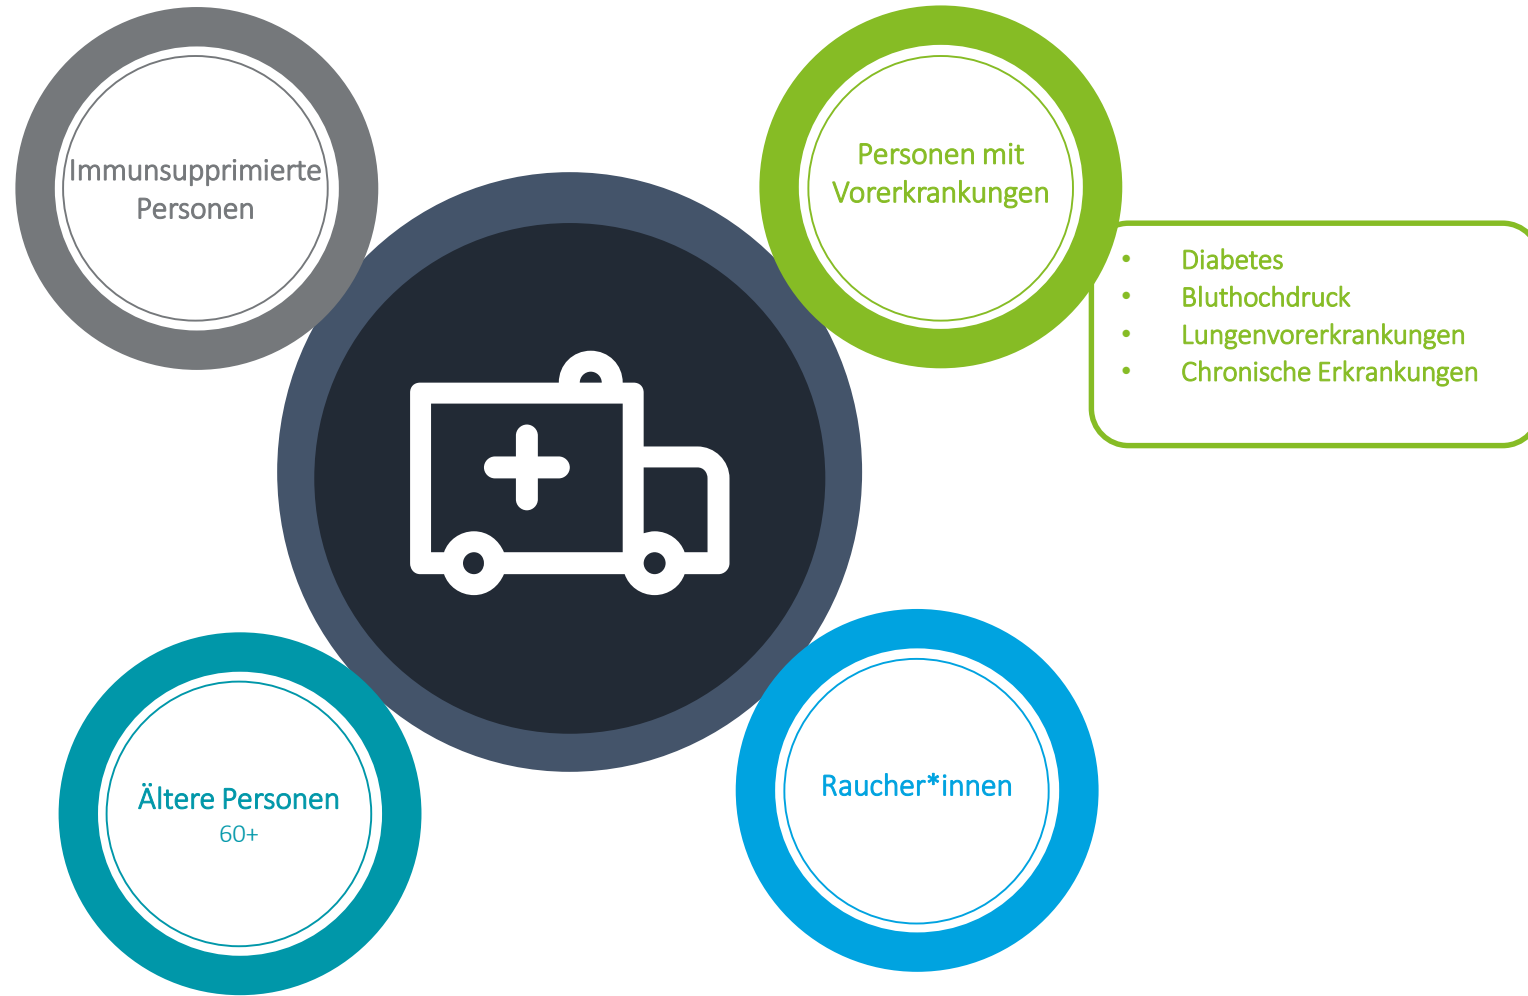 Immunsupprimierte
Personen
Personen mit
Vorerkrankungen
• Diabetes
• Bluthochdruck
• Lungenvorerkrankungen
• Chronische Erkrankungen
Ältere Personen
60+
Raucher*innen